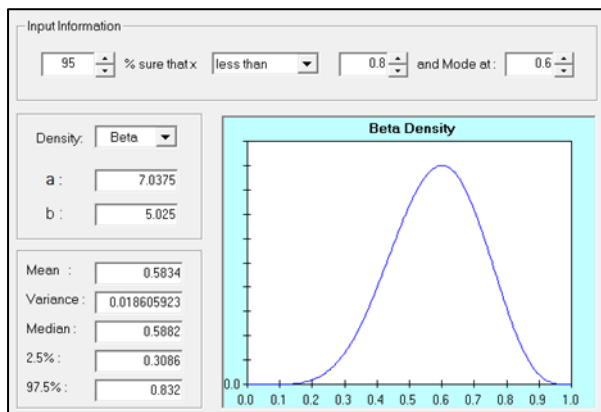 Input Information
95 % sure that x less than 0.8 and Mode at : 0.6
Density: Beta
a : 7.0375
b : 5.025
Mean : 0.5834
Variance : 0.018605923
Median : 0.5882
2.5% : 0.3086
97.5% : 0.832
Beta Density
0.0
0.0 0.1 0.2 0.3 0.4 0.5 0.6 0.7 0.8 0.9 1.0